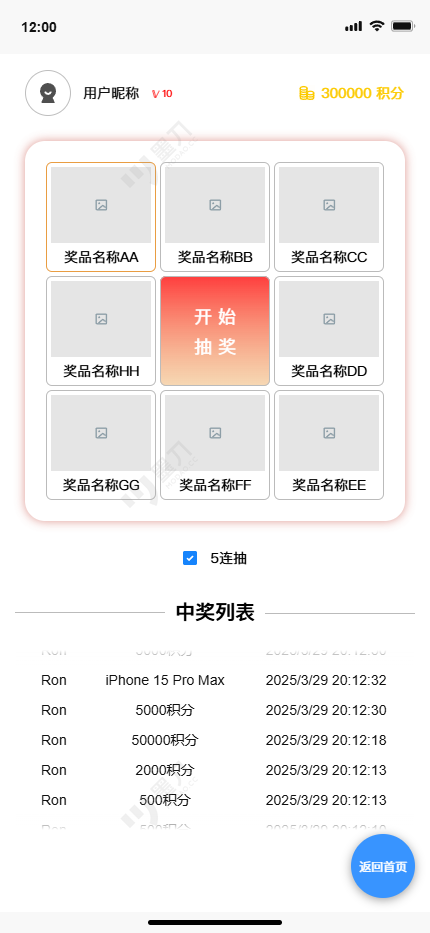 12:00
用户昵称 V 10 300000 积分
奖品名称AA 奖品名称BB 奖品名称CC
开 始
抽 奖
奖品名称HH 奖品名称DD
奖品名称GG 奖品名称FF 奖品名称EE
5连抽
中奖列表
Ron iPhone 15 Pro Max 2025/3/29 20:12:32
Ron 5000积分 2025/3/29 20:12:30
Ron 50000积分 2025/3/29 20:12:18
Ron 2000积分 2025/3/29 20:12:13
Ron 500积分 2025/3/29 20:12:13
返回首页